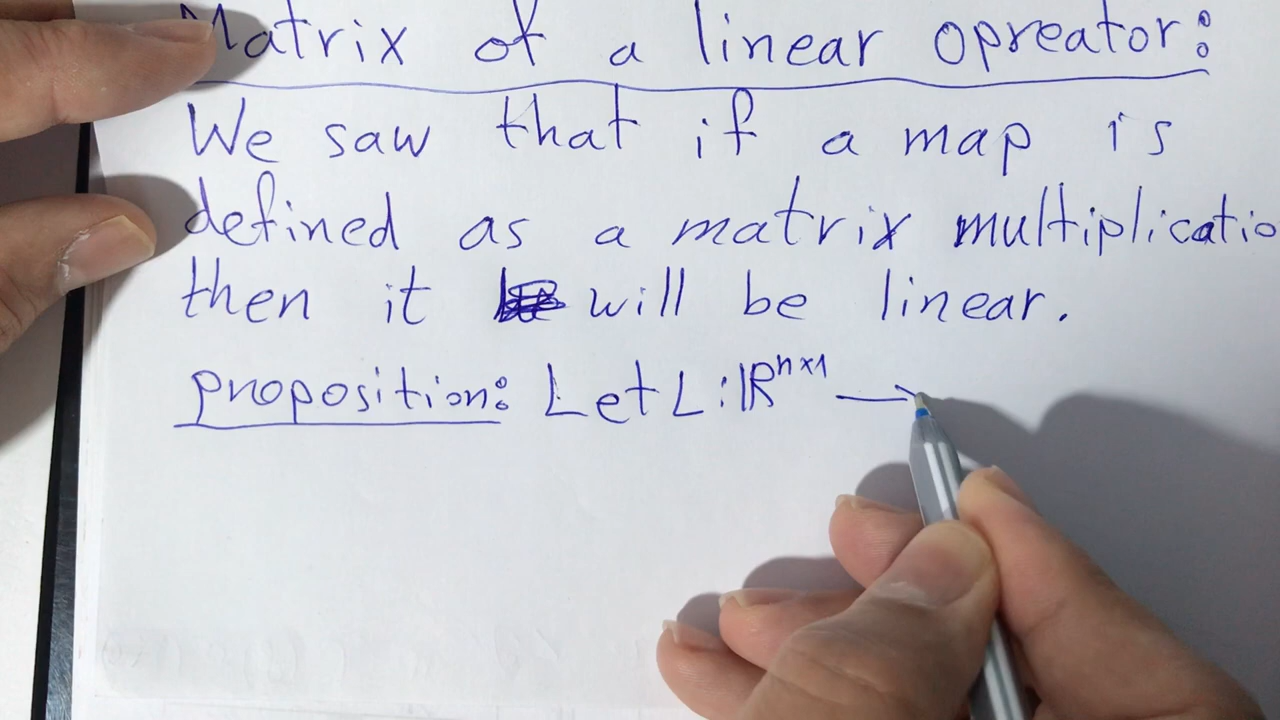 Matrix of a linear opreator:
We saw that if a map is
defined as a matrix multiplicatio
then it will be linear.
proposition: Let L : ℝⁿˣ¹ →